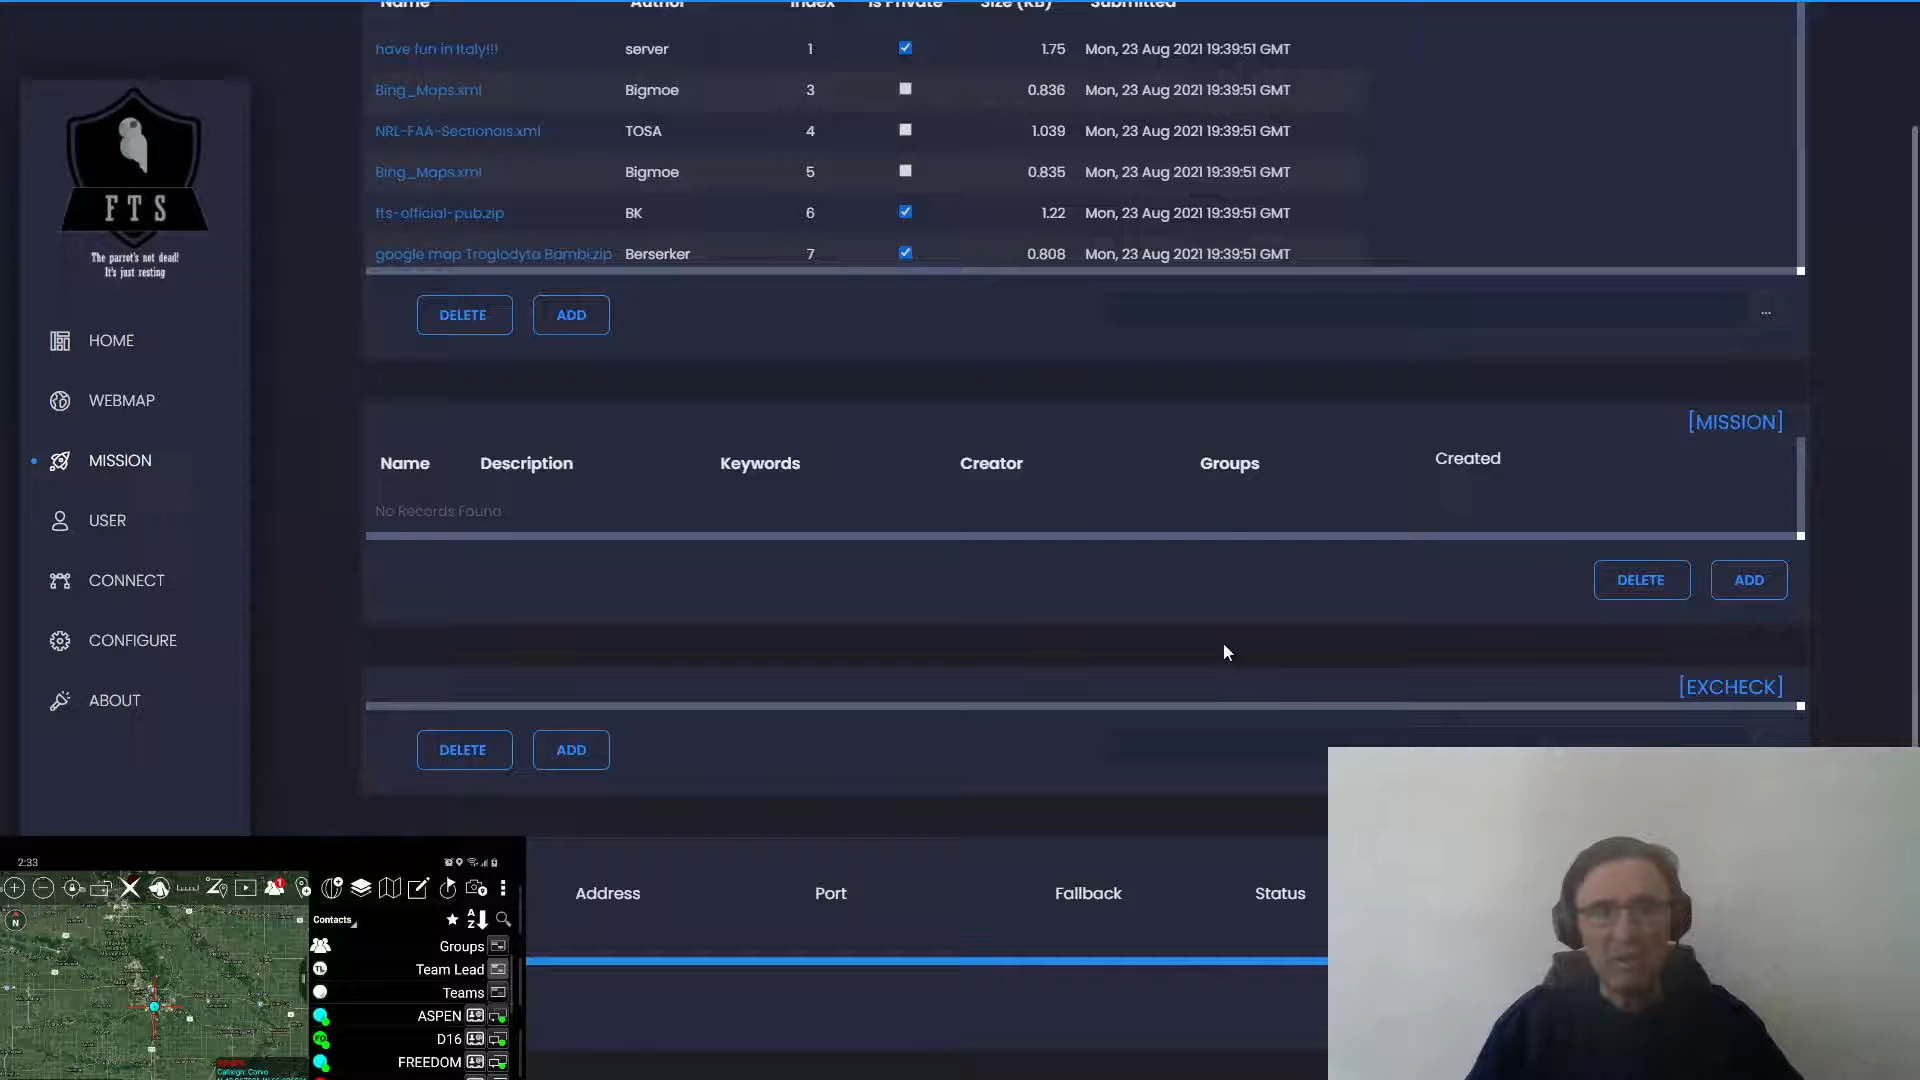 Name Author Index Is Private Size (KB) Submitted
have fun in Italy!!! server 1 1.75 Mon, 23 Aug 2021 19:39:51 GMT
Bing_Maps.xml Bigmoe 3 0.836 Mon, 23 Aug 2021 19:39:51 GMT
NRL-FAA-Sectionals.xml TOSA 4 1.039 Mon, 23 Aug 2021 19:39:51 GMT
Bing_Maps.xml Bigmoe 5 0.835 Mon, 23 Aug 2021 19:39:51 GMT
fts-official-pub.zip BK 6 1.22 Mon, 23 Aug 2021 19:39:51 GMT
google map Troglodyta Bambi.zip Berserker 7 0.808 Mon, 23 Aug 2021 19:39:51 GMT
DELETE ADD ...
FTS
The parrot's not dead!
It's just resting
HOME
WEBMAP
MISSION
USER
CONNECT
CONFIGURE
ABOUT
[MISSION]
Name Description Keywords Creator Groups Created
No Records Found
DELETE ADD
[EXCHECK]
DELETE ADD
Address Port Fallback Status
2:33
N
Contacts
Groups
Team Lead
Teams
ASPEN
D16
FREEDOM
Callsign: Corvo